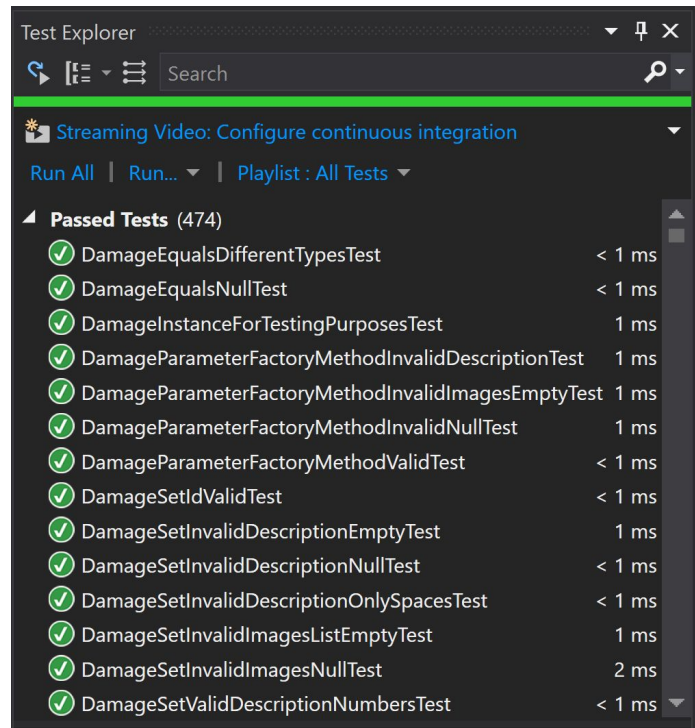 Test Explorer
Search
Streaming Video: Configure continuous integration
Run All | Run... | Playlist : All Tests
Passed Tests (474)
DamageEqualsDifferentTypesTest < 1 ms
DamageEqualsNullTest < 1 ms
DamageInstanceForTestingPurposesTest 1 ms
DamageParameterFactoryMethodInvalidDescriptionTest 1 ms
DamageParameterFactoryMethodInvalidImagesEmptyTest 1 ms
DamageParameterFactoryMethodInvalidNullTest 1 ms
DamageParameterFactoryMethodValidTest < 1 ms
DamageSetIdValidTest < 1 ms
DamageSetInvalidDescriptionEmptyTest 1 ms
DamageSetInvalidDescriptionNullTest < 1 ms
DamageSetInvalidDescriptionOnlySpacesTest < 1 ms
DamageSetInvalidImagesListEmptyTest 1 ms
DamageSetInvalidImagesNullTest 2 ms
DamageSetValidDescriptionNumbersTest < 1 ms